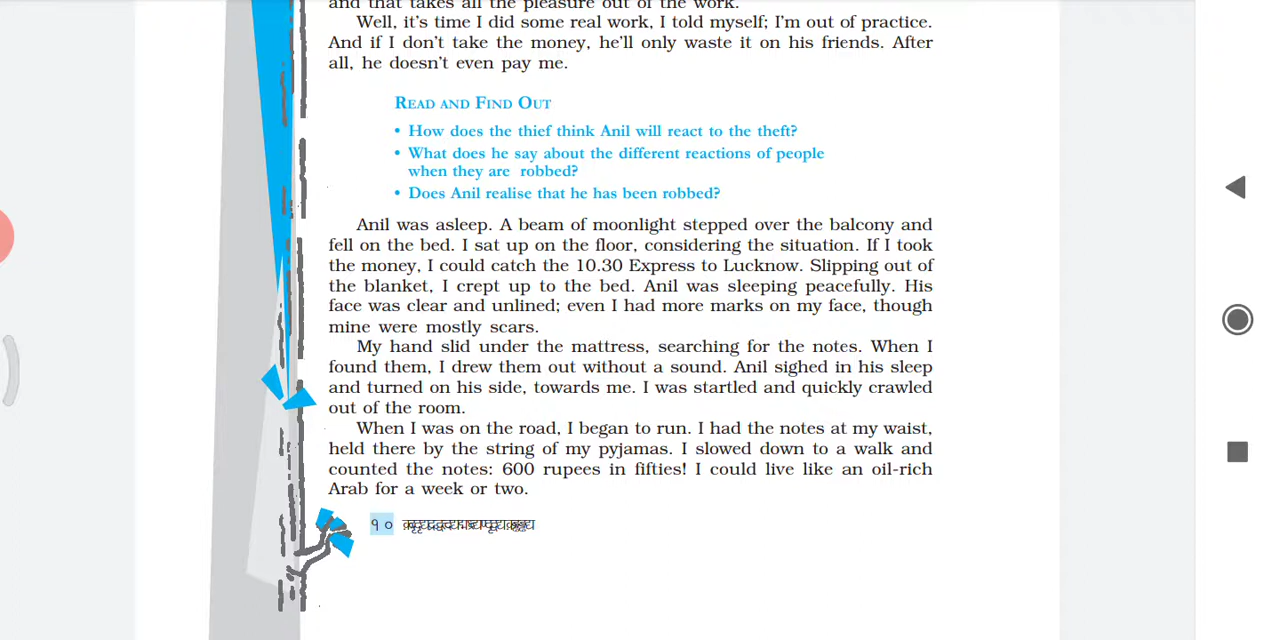 and that takes all the pleasure out of the work.
Well, it's time I did some real work, I told myself; I'm out of practice.
And if I don't take the money, he'll only waste it on his friends. After
all, he doesn't even pay me.
READ AND FIND OUT
• How does the thief think Anil will react to the theft?
• What does he say about the different reactions of people
when they are robbed?
• Does Anil realise that he has been robbed?
Anil was asleep. A beam of moonlight stepped over the balcony and
fell on the bed. I sat up on the floor, considering the situation. If I took
the money, I could catch the 10.30 Express to Lucknow. Slipping out of
the blanket, I crept up to the bed. Anil was sleeping peacefully. His
face was clear and unlined; even I had more marks on my face, though
mine were mostly scars.
My hand slid under the mattress, searching for the notes. When I
found them, I drew them out without a sound. Anil sighed in his sleep
and turned on his side, towards me. I was startled and quickly crawled
out of the room.
When I was on the road, I began to run. I had the notes at my waist,
held there by the string of my pyjamas. I slowed down to a walk and
counted the notes: 600 rupees in fifties! I could live like an oil-rich
Arab for a week or two.
१०